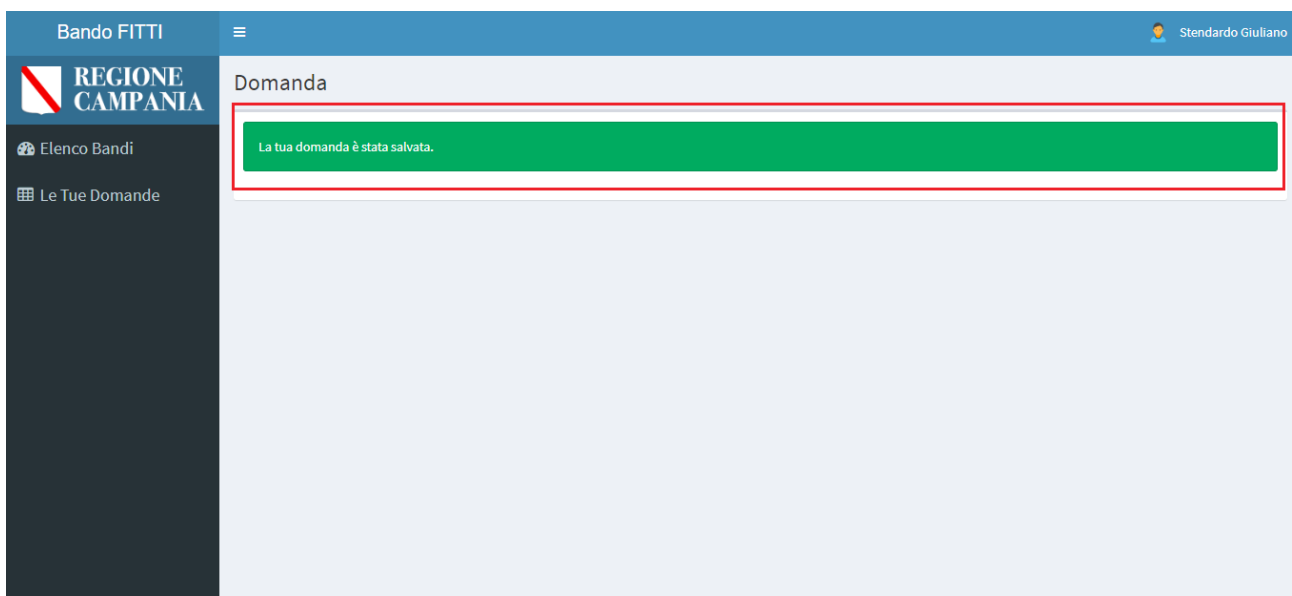 Bando FITTI
Stendardo Giuliano
REGIONE
CAMPANIA
Domanda
La tua domanda è stata salvata.
Elenco Bandi
Le Tue Domande